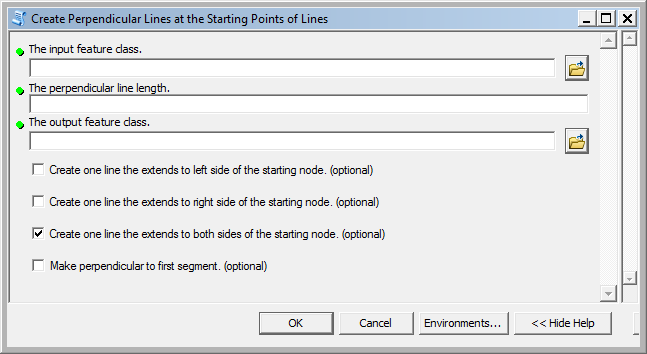 Create Perpendicular Lines at the Starting Points of Lines
The input feature class.
The perpendicular line length.
The output feature class.
Create one line the extends to left side of the starting node. (optional)
Create one line the extends to right side of the starting node. (optional)
Create one line the extends to both sides of the starting node. (optional)
Make perpendicular to first segment. (optional)
OK Cancel Environments... << Hide Help